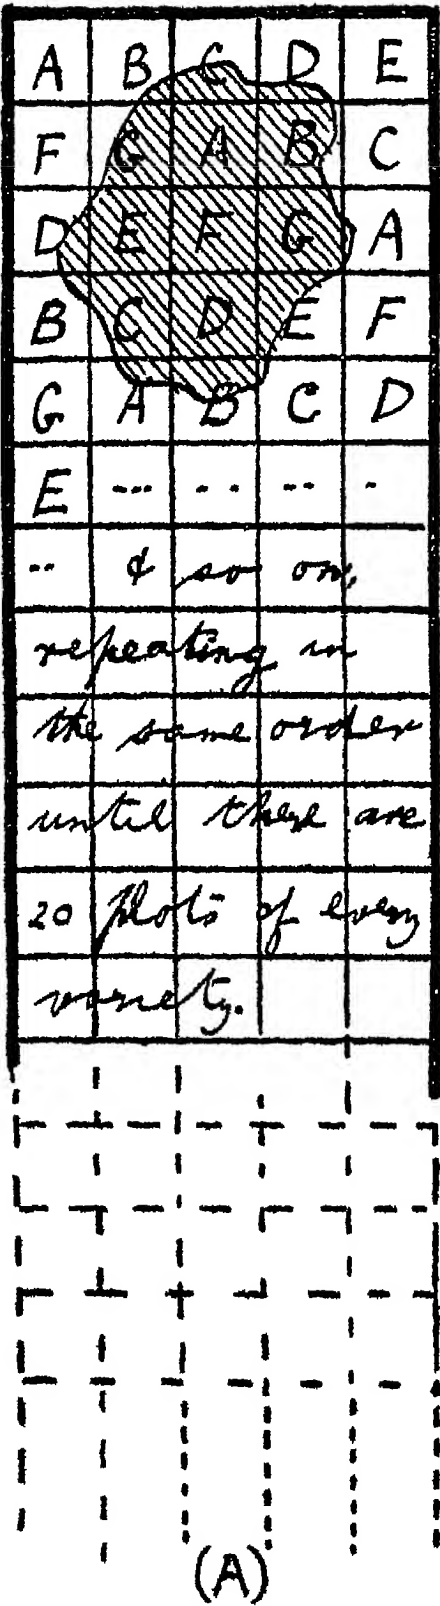 A B C D E
F G A B C
D E F G A
B C D E F
G A B C D
E --- -- -- -
-- & so on,
repeating in
the same order
until there are
20 plots of every
variety.
(A)